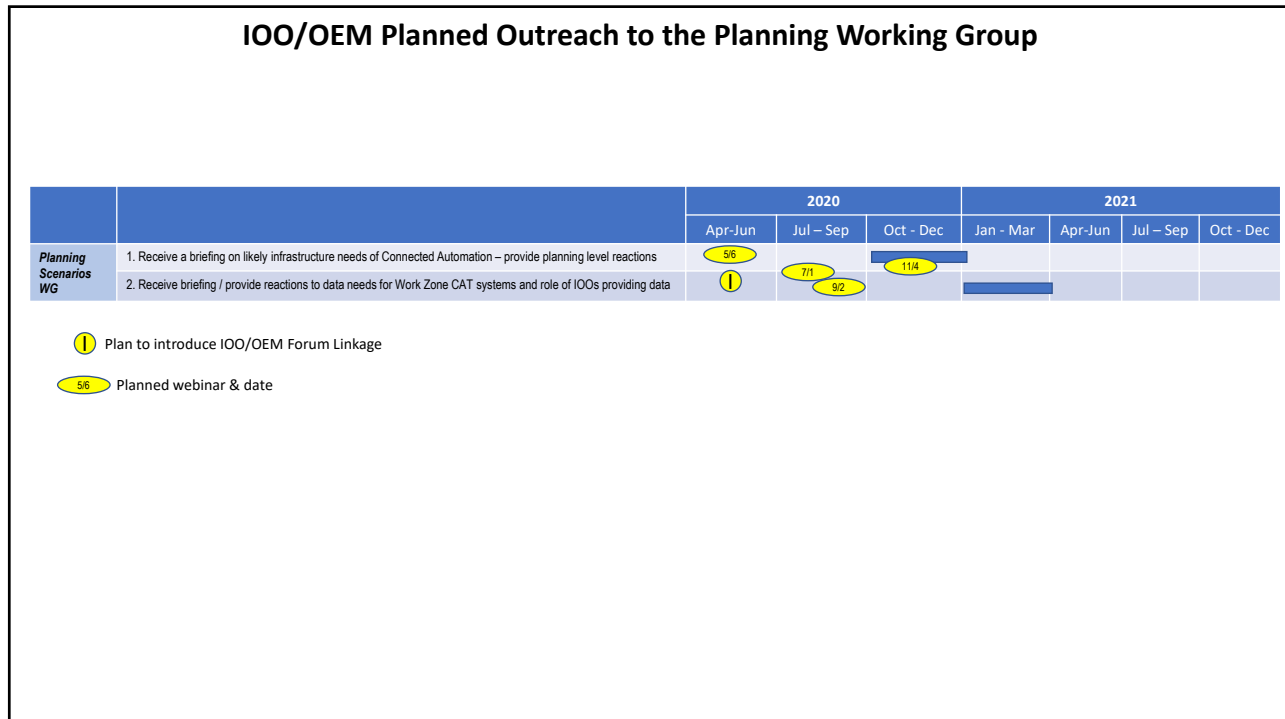 IOO/OEM Planned Outreach to the Planning Working Group
2020 2021
Apr-Jun Jul – Sep Oct - Dec Jan - Mar Apr-Jun Jul – Sep Oct - Dec
Planning
Scenarios
WG
1. Receive a briefing on likely infrastructure needs of Connected Automation – provide planning level reactions
5/6
11/4
7/1
2. Receive briefing / provide reactions to data needs for Work Zone CAT systems and role of IOOs providing data
I
9/2
I Plan to introduce IOO/OEM Forum Linkage
5/6 Planned webinar & date